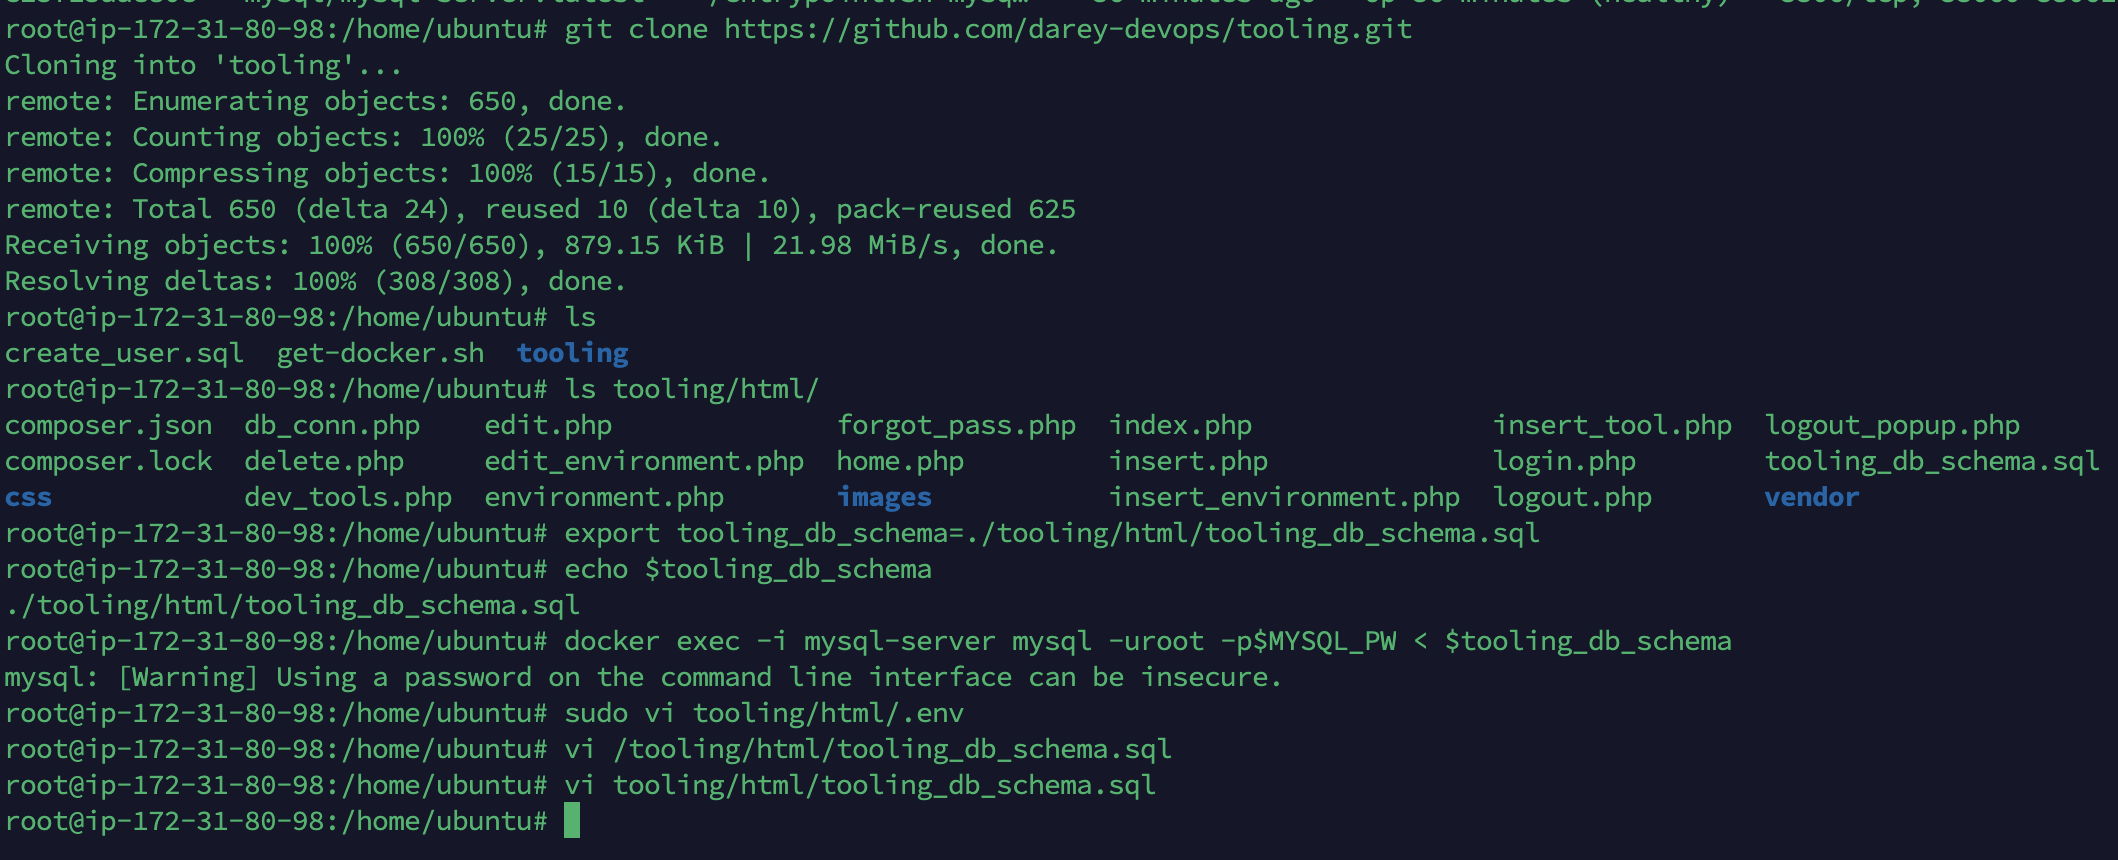 root@ip-172-31-80-98:/home/ubuntu# git clone https://github.com/darey-devops/tooling.git
Cloning into 'tooling'...
remote: Enumerating objects: 650, done.
remote: Counting objects: 100% (25/25), done.
remote: Compressing objects: 100% (15/15), done.
remote: Total 650 (delta 24), reused 10 (delta 10), pack-reused 625
Receiving objects: 100% (650/650), 879.15 KiB | 21.98 MiB/s, done.
Resolving deltas: 100% (308/308), done.
root@ip-172-31-80-98:/home/ubuntu# ls
create_user.sql  get-docker.sh  tooling
root@ip-172-31-80-98:/home/ubuntu# ls tooling/html/
composer.json  db_conn.php    edit.php              forgot_pass.php  index.php               insert_tool.php  logout_popup.php
composer.lock  delete.php     edit_environment.php  home.php         insert.php              login.php        tooling_db_schema.sql
css            dev_tools.php  environment.php       images           insert_environment.php  logout.php       vendor
root@ip-172-31-80-98:/home/ubuntu# export tooling_db_schema=./tooling/html/tooling_db_schema.sql
root@ip-172-31-80-98:/home/ubuntu# echo $tooling_db_schema
./tooling/html/tooling_db_schema.sql
root@ip-172-31-80-98:/home/ubuntu# docker exec -i mysql-server mysql -uroot -p$MYSQL_PW < $tooling_db_schema
mysql: [Warning] Using a password on the command line interface can be insecure.
root@ip-172-31-80-98:/home/ubuntu# sudo vi tooling/html/.env
root@ip-172-31-80-98:/home/ubuntu# vi /tooling/html/tooling_db_schema.sql
root@ip-172-31-80-98:/home/ubuntu# vi tooling/html/tooling_db_schema.sql
root@ip-172-31-80-98:/home/ubuntu#